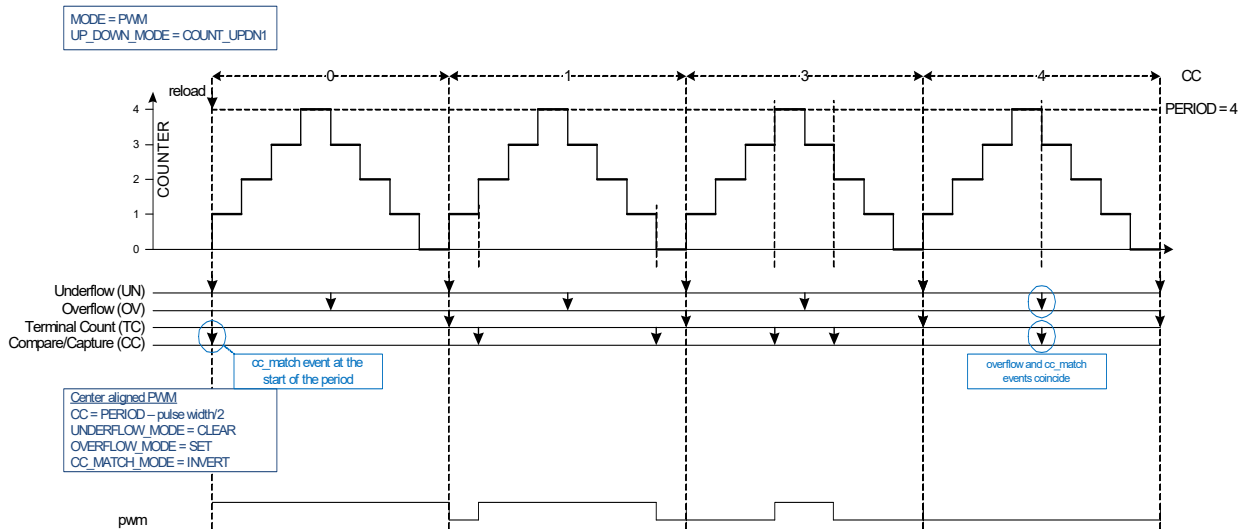 MODE = PWM
UP_DOWN_MODE = COUNT_UPDN1
0 1 3 4 CC
reload
4 PERIOD = 4
3
2
1
0
COUNTER
Underflow (UN)
Overflow (OV)
Terminal Count (TC)
Compare/Capture (CC)
cc_match event at the
start of the period
overflow and cc_match
events coincide
Center aligned PWM
CC = PERIOD – pulse width/2
UNDERFLOW_MODE = CLEAR
OVERFLOW_MODE = SET
CC_MATCH_MODE = INVERT
pwm